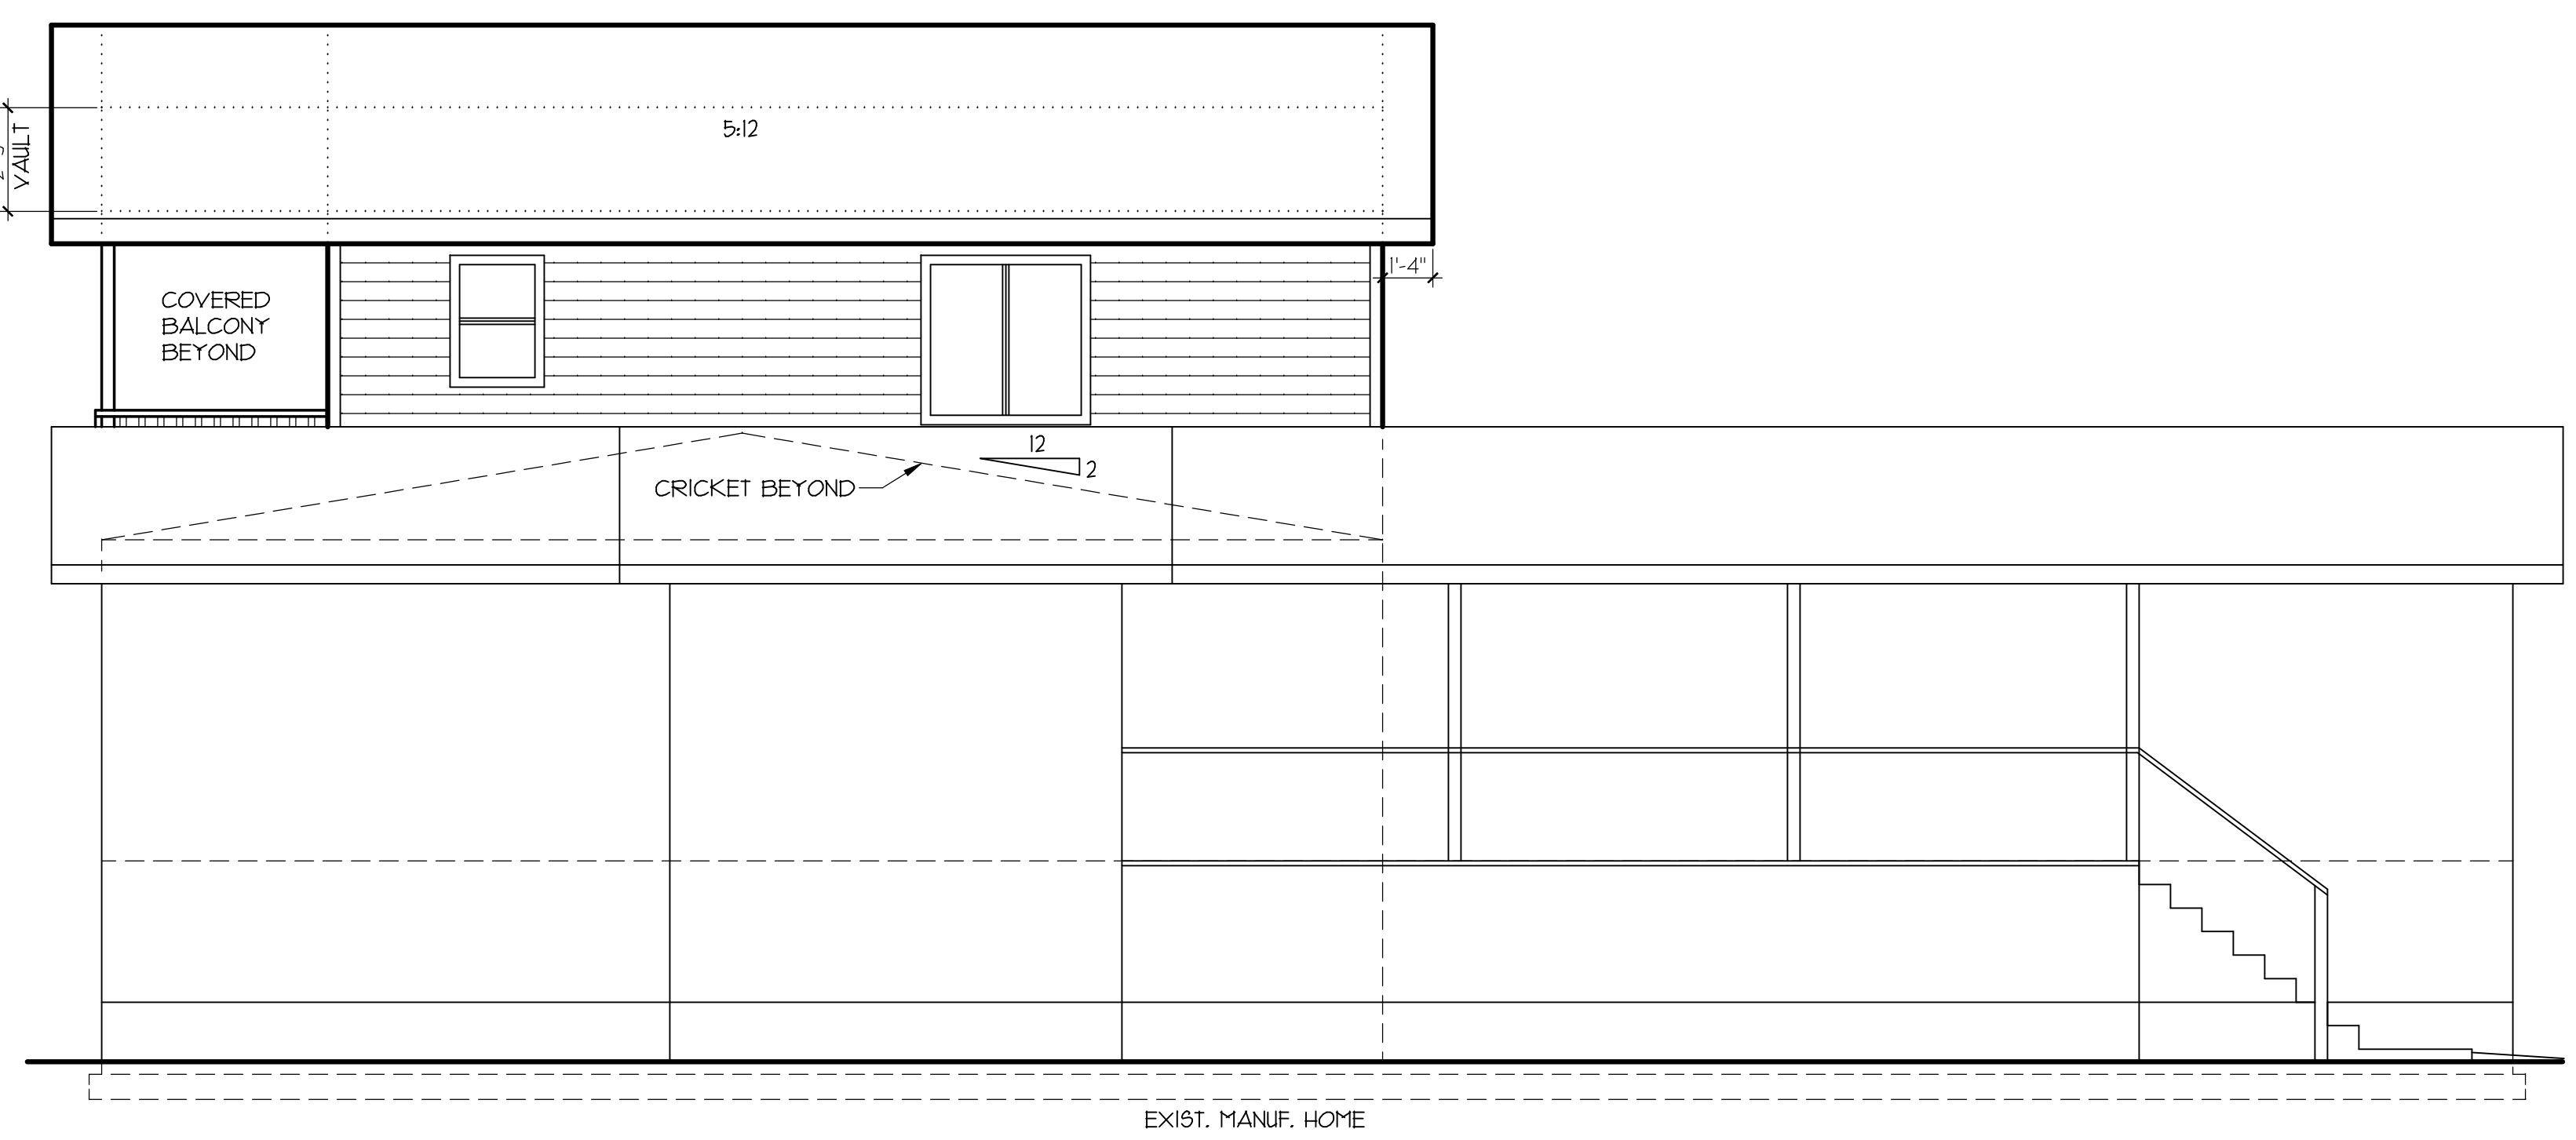 5:12
VAULT
1'-4"
COVERED
BALCONY
BEYOND
12
2
CRICKET BEYOND
EXIST. MANUF. HOME